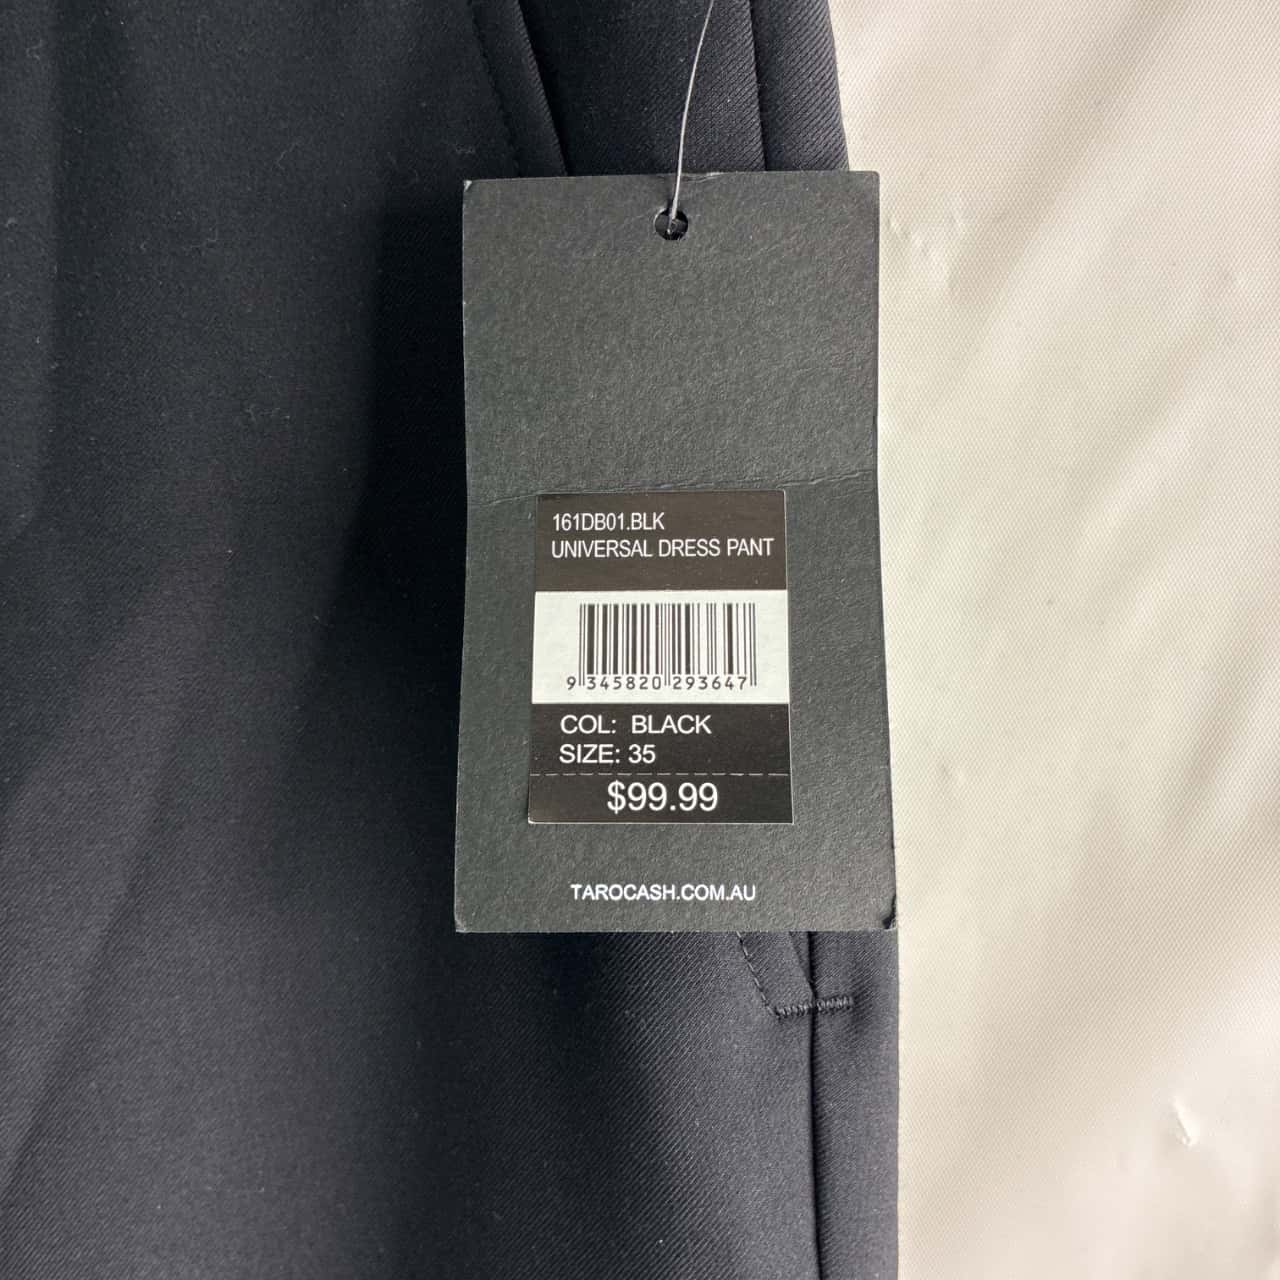 161DB01.BLK
UNIVERSAL DRESS PANT
9 345820 293647
COL: BLACK
SIZE: 35
$99.99
TAROCASH.COM.AU